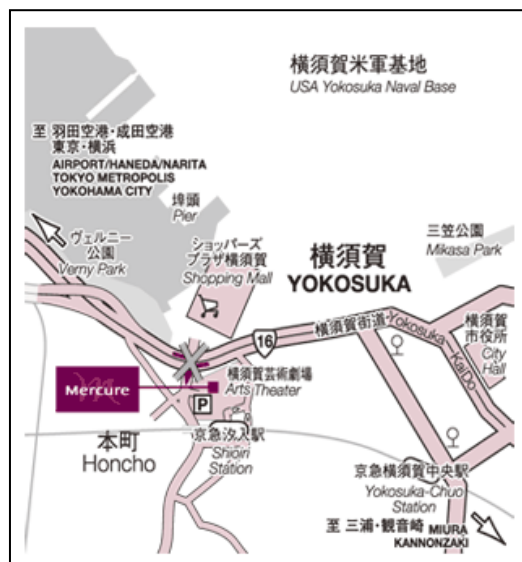 横須賀米軍基地
USA Yokosuka Naval Base
至 羽田空港・成田空港
東京・横浜
AIRPORT/HANEDA/NARITA
TOKYO METROPOLIS
YOKOHAMA CITY
埠頭
Pier
三笠公園
Mikasa Park
ヴェルニー
公園
Verny Park
ショッパーズ
プラザ横須賀
Shopping Mall
横須賀
YOKOSUKA
16
横須賀街道 Yokosuka KaiDo
横須賀
市役所
City
Hall
横須賀芸術劇場
Arts Theater
Mercure
P
本町
Honcho
京急汐入駅
Shioiri
Station
京急横須賀中央駅
Yokosuka-Chuo
Station
至 三浦・観音崎 MIURA
KANNONZAKI